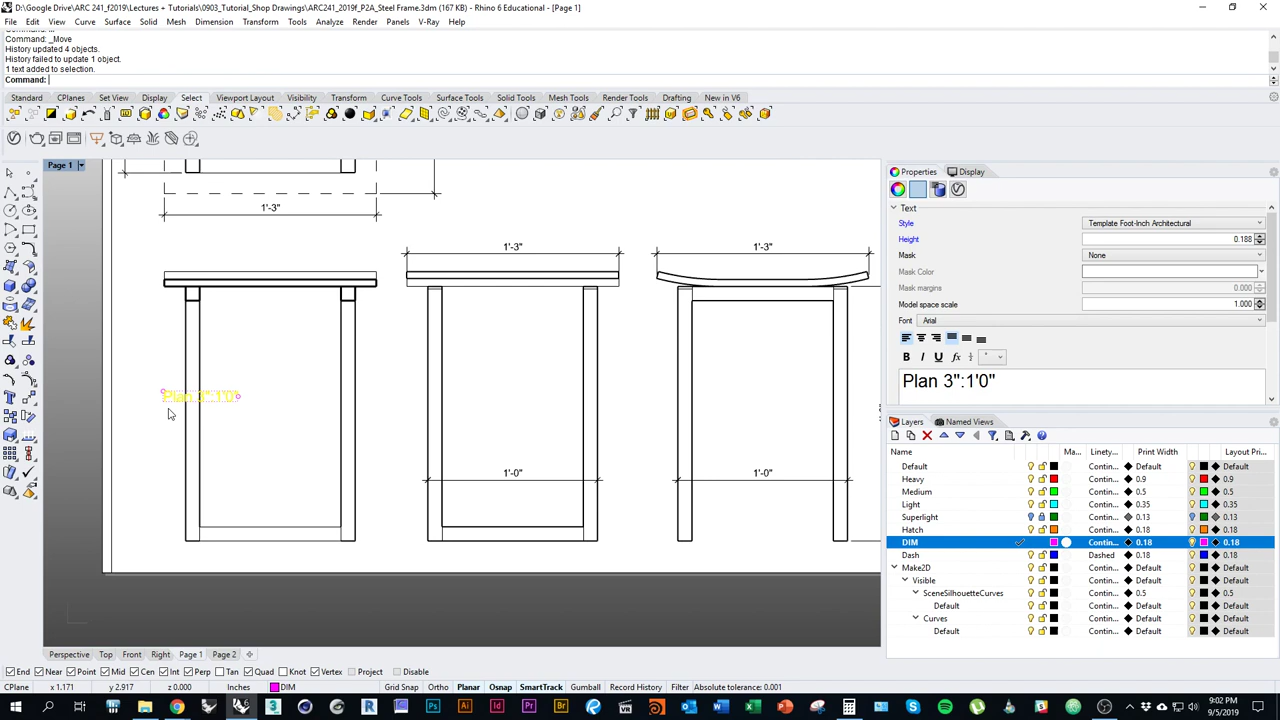 D:\Google Drive\ARC 241_f2019\Lectures + Tutorials\0903_Tutorial_Shop Drawings\ARC241_2019f_P2A_Steel Frame.3dm (167 KB) - Rhino 6 Educational - [Page 1]
File Edit View Curve Surface Solid Mesh Dimension Transform Tools Analyze Render Panels V-Ray Help
Command: _Move
History updated 4 objects.
History failed to update 1 object.
1 text added to selection.
Command:
Standard CPlanes Set View Display Select Viewport Layout Visibility Transform Curve Tools Surface Tools Solid Tools Mesh Tools Render Tools Drafting New in V6
Page 1
1'-3"
1'-3"
1'-3"
Plan 3":1'0"
1'-0"
1'-0"
Properties Display
Text
Style Template Foot-Inch Architectural
Height 0.188
Mask None
Mask Color
Mask margins 0.000
Model space scale 1.000
Font Arial
B I U fx
Plan 3":1'0"
Layers Named Views
Name Ma... Linety... Print Width Layout Pri...
Default Contin... Default Default
Heavy Contin... 0.9 0.9
Medium Contin... 0.5 0.5
Light Contin... 0.35 0.35
Superlight Contin... 0.13 0.13
Hatch Contin... 0.18 0.18
DIM Contin... 0.18 0.18
Dash Dashed 0.18 0.18
Make2D Contin... Default Default
Visible Contin... Default Default
SceneSilhouetteCurves Contin... 0.5 0.5
Default Contin... Default Default
Curves Contin... Default Default
Default Contin... Default Default
Perspective Top Front Right Page 1 Page 2
End Near Point Mid Cen Int Perp Tan Quad Knot Vertex Project Disable
CPlane x 1.171 y 2.917 z 0.000 Inches DIM Grid Snap Ortho Planar Osnap SmartTrack Gumball Record History Filter Absolute tolerance: 0.001
9:02 PM
9/5/2019